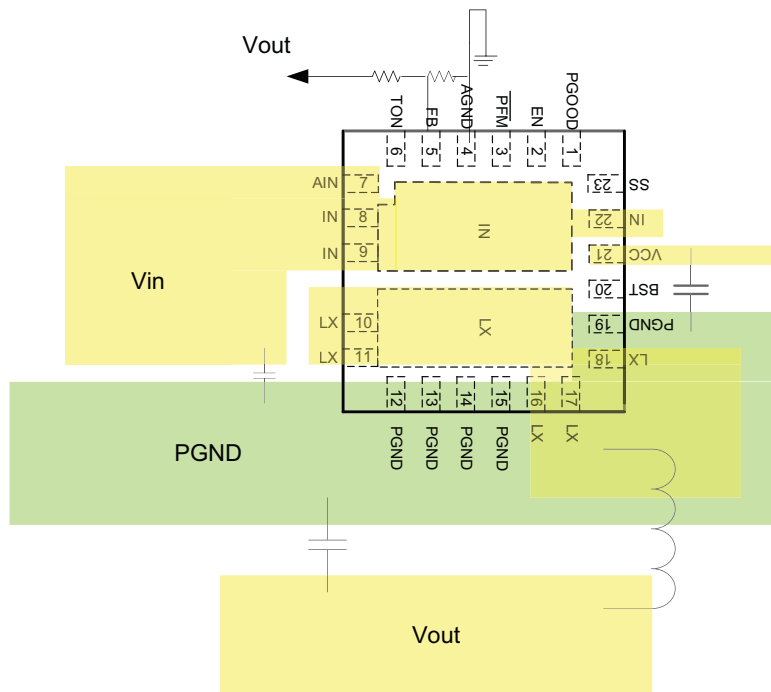 Vout
TON
FB
AGND
PFM
EN
PGOOD
6
5
4
3
2
1
AIN 7
IN 8
IN 9
LX 10
LX 11
23 SS
22 IN
21 VCC
20 BST
19 PGND
18 LX
IN
LX
Vin
12
13
14
15
16
17
PGND
PGND
PGND
PGND
LX
LX
PGND
Vout